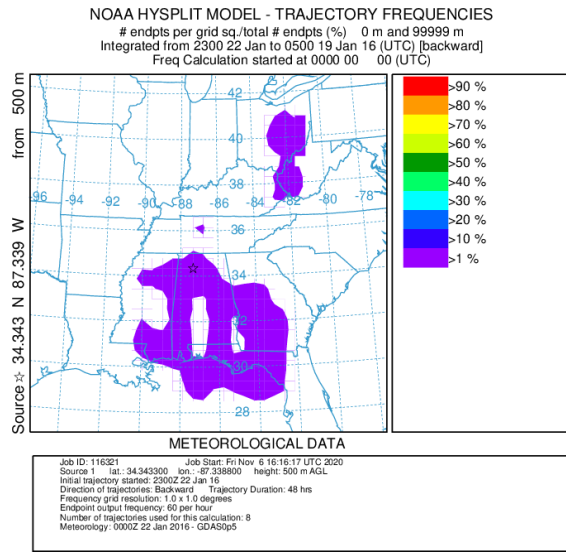 NOAA HYSPLIT MODEL - TRAJECTORY FREQUENCIES
# endpts per grid sq./total # endpts (%) 0 m and 99999 m
Integrated from 2300 22 Jan to 0500 19 Jan 16 (UTC) [backward]
Freq Calculation started at 0000 00 00 (UTC)
Source ☆ 34.343 N 87.339 W from 500 m
42
40
38
-96 -94 -92 -90 -88 -86 -84 -82 -80 -78
36
34
32
30
28
>90 %
>80 %
>70 %
>60 %
>50 %
>40 %
>30 %
>20 %
>10 %
>1 %
METEOROLOGICAL DATA
Job ID: 116321 Job Start: Fri Nov 6 16:16:17 UTC 2020
Source 1 lat.: 34.343300 lon.: -87.338800 height: 500 m AGL
Initial trajectory started: 2300Z 22 Jan 16
Direction of trajectories: Backward Trajectory Duration: 48 hrs
Frequency grid resolution: 1.0 x 1.0 degrees
Endpoint output frequency: 60 per hour
Number of trajectories used for this calculation: 8
Meteorology: 0000Z 22 Jan 2016 - GDAS0p5